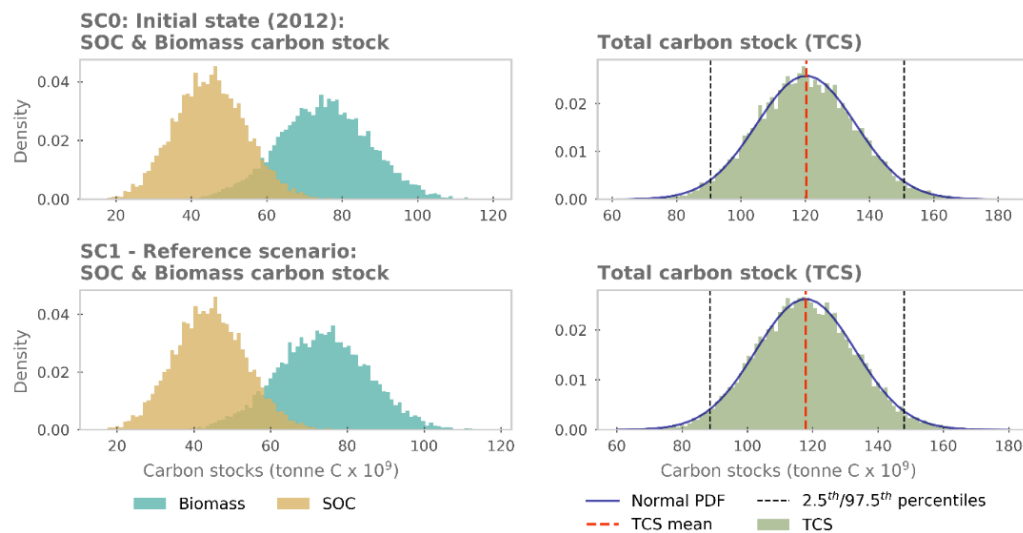 SC0: Initial state (2012):
SOC & Biomass carbon stock
Total carbon stock (TCS)
Density
0.04
0.02
0.00
20 40 60 80 100 120
0.02
0.01
0.00
60 80 100 120 140 160 180
SC1 - Reference scenario:
SOC & Biomass carbon stock
Total carbon stock (TCS)
Density
0.04
0.02
0.00
20 40 60 80 100 120
Carbon stocks (tonne C x 10⁹)
0.02
0.01
0.00
60 80 100 120 140 160 180
Carbon stocks (tonne C x 10⁹)
Biomass SOC
Normal PDF
TCS mean
2.5ᵗʰ/97.5ᵗʰ percentiles
TCS